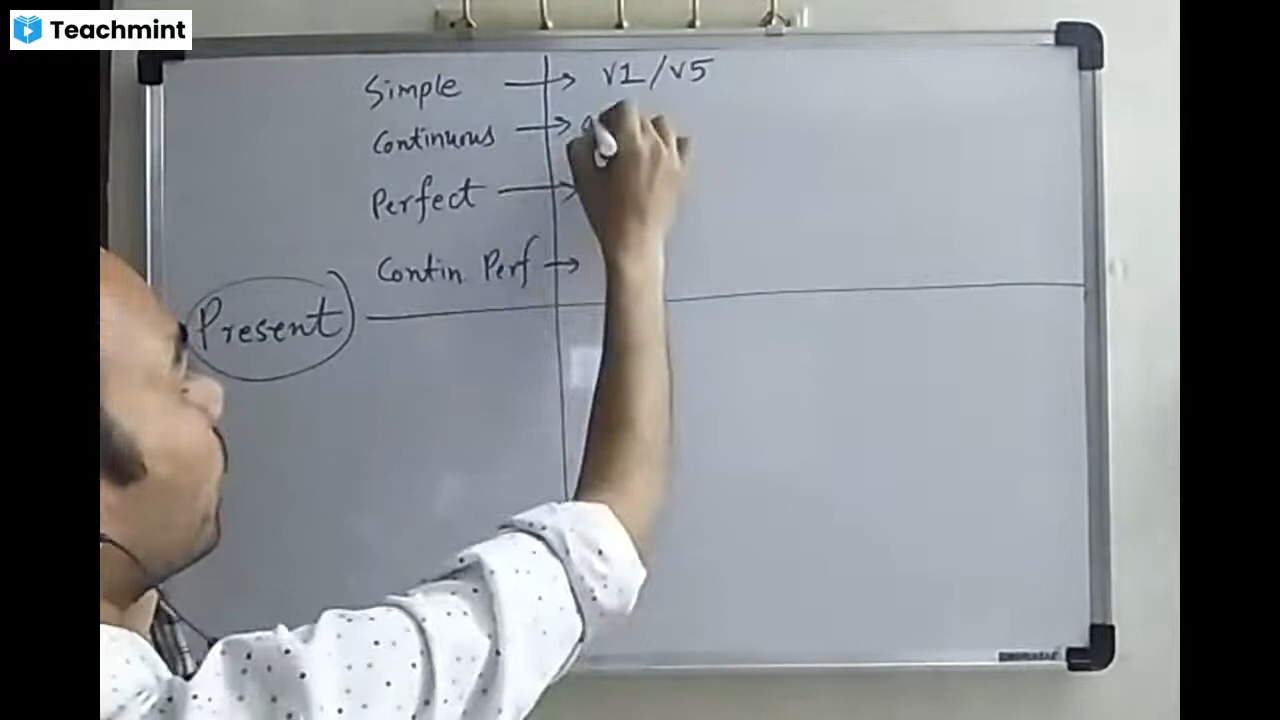 Teachmint
Simple → V1/V5
Continuous →
Perfect →
Contin Perf →
Present